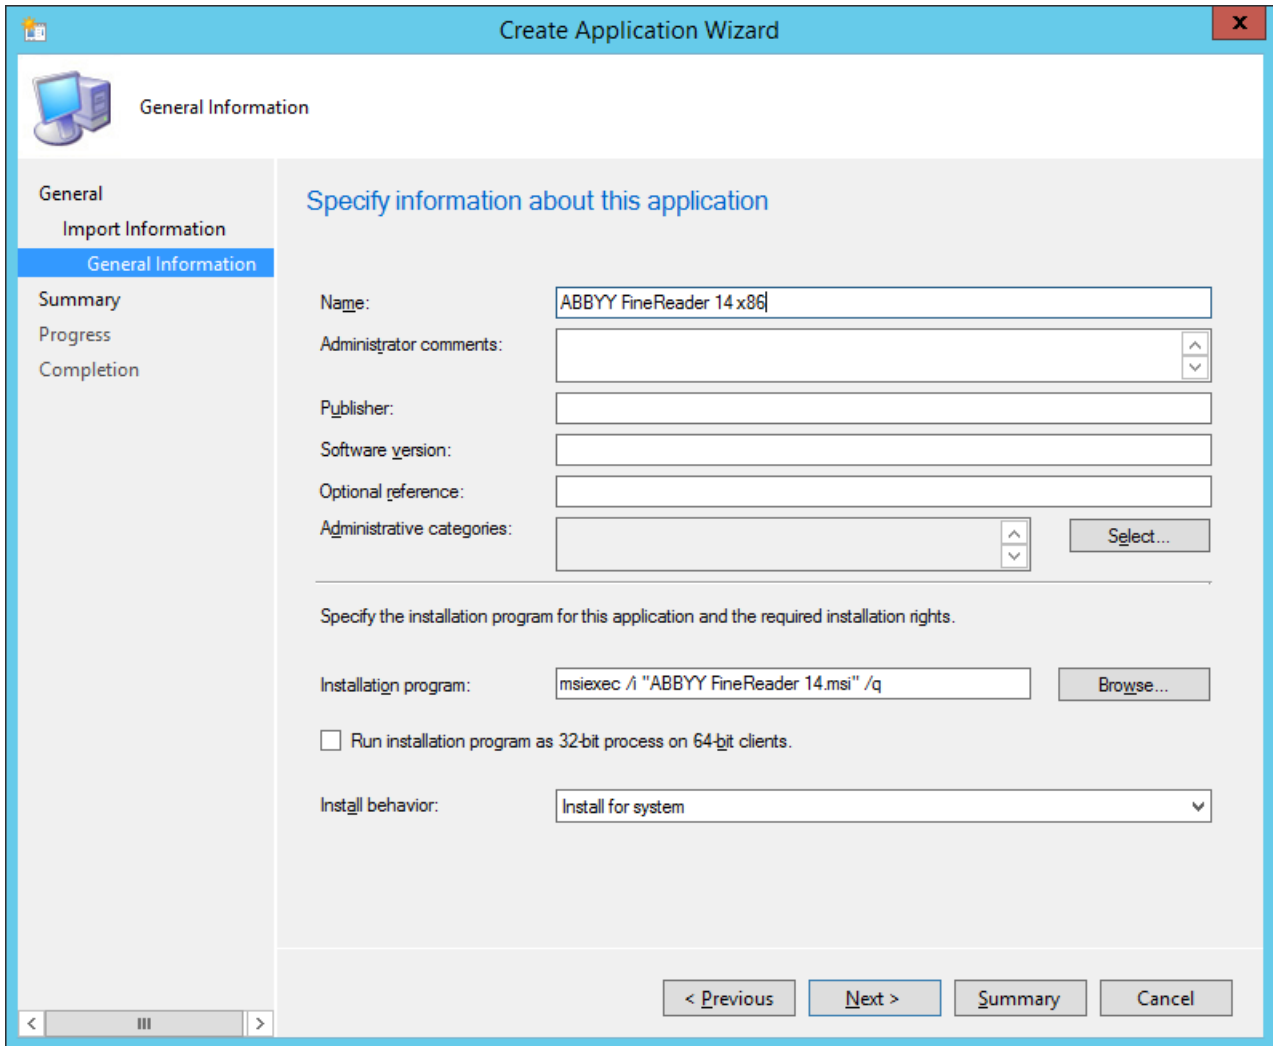 Create Application Wizard
x
General Information
General
Import Information
General Information
Summary
Progress
Completion
Specify information about this application
Name: ABBYY FineReader 14 x86
Administrator comments:
Publisher:
Software version:
Optional reference:
Administrative categories: Select...
Specify the installation program for this application and the required installation rights.
Installation program: msiexec /i "ABBYY FineReader 14.msi" /q Browse...
Run installation program as 32-bit process on 64-bit clients.
Install behavior: Install for system
< Previous Next > Summary Cancel